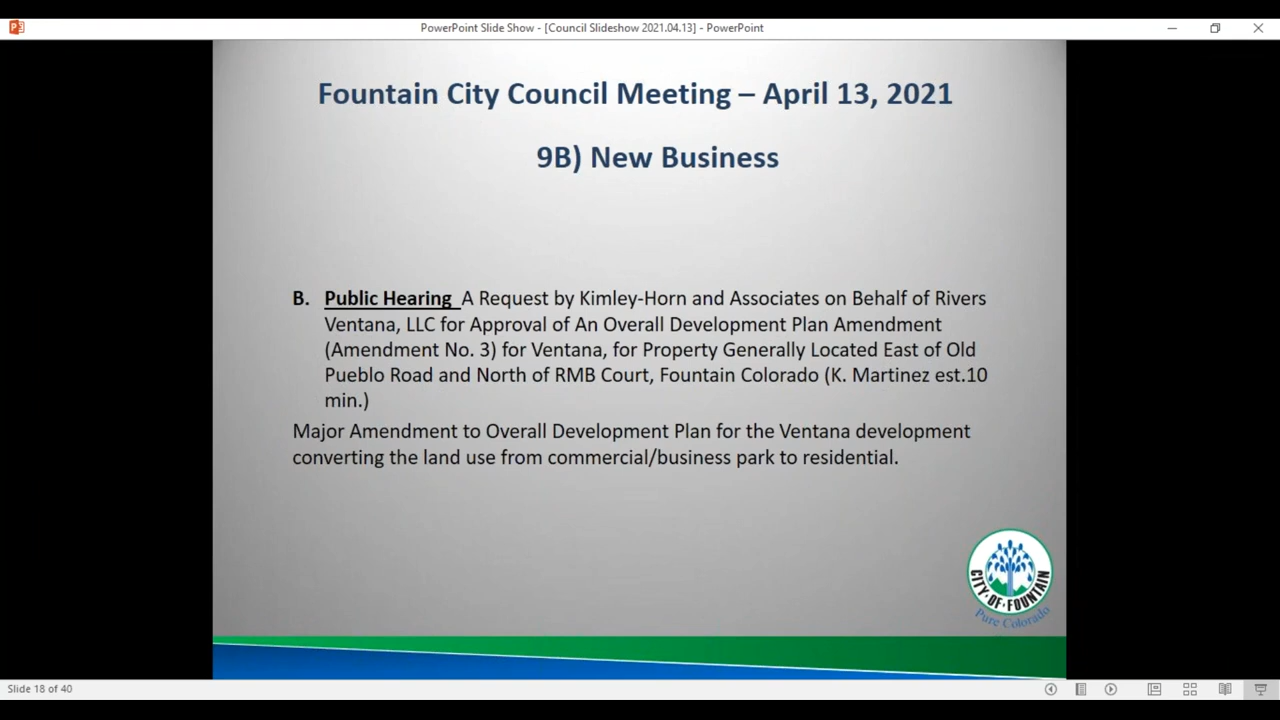 PowerPoint Slide Show - [Council Slideshow 2021.04.13] - PowerPoint
Fountain City Council Meeting – April 13, 2021
9B) New Business
B. Public Hearing A Request by Kimley-Horn and Associates on Behalf of Rivers
Ventana, LLC for Approval of An Overall Development Plan Amendment
(Amendment No. 3) for Ventana, for Property Generally Located East of Old
Pueblo Road and North of RMB Court, Fountain Colorado (K. Martinez est.10
min.)
Major Amendment to Overall Development Plan for the Ventana development
converting the land use from commercial/business park to residential.
CITY·OF·FOUNTAIN
Pure Colorado
Slide 18 of 40